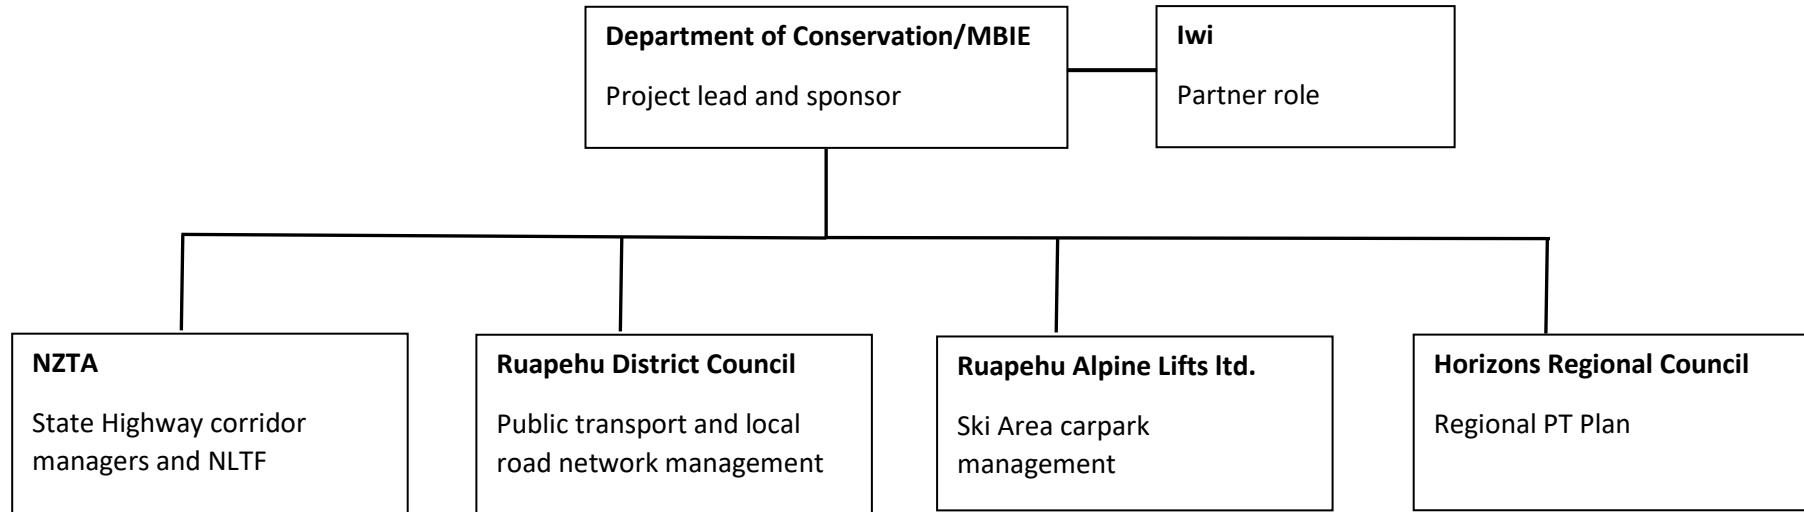 Department of Conservation/MBIE
Project lead and sponsor
Iwi
Partner role
NZTA
State Highway corridor
managers and NLTF
Ruapehu District Council
Public transport and local
road network management
Ruapehu Alpine Lifts ltd.
Ski Area carpark
management
Horizons Regional Council
Regional PT Plan